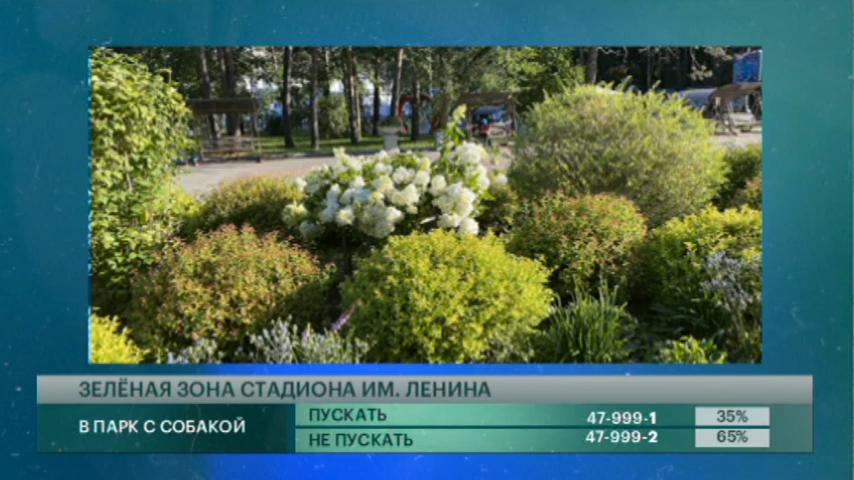 ЗЕЛЁНАЯ ЗОНА СТАДИОНА ИМ. ЛЕНИНА
В ПАРК С СОБАКОЙ
ПУСКАТЬ 47-999-1 35%
НЕ ПУСКАТЬ 47-999-2 65%